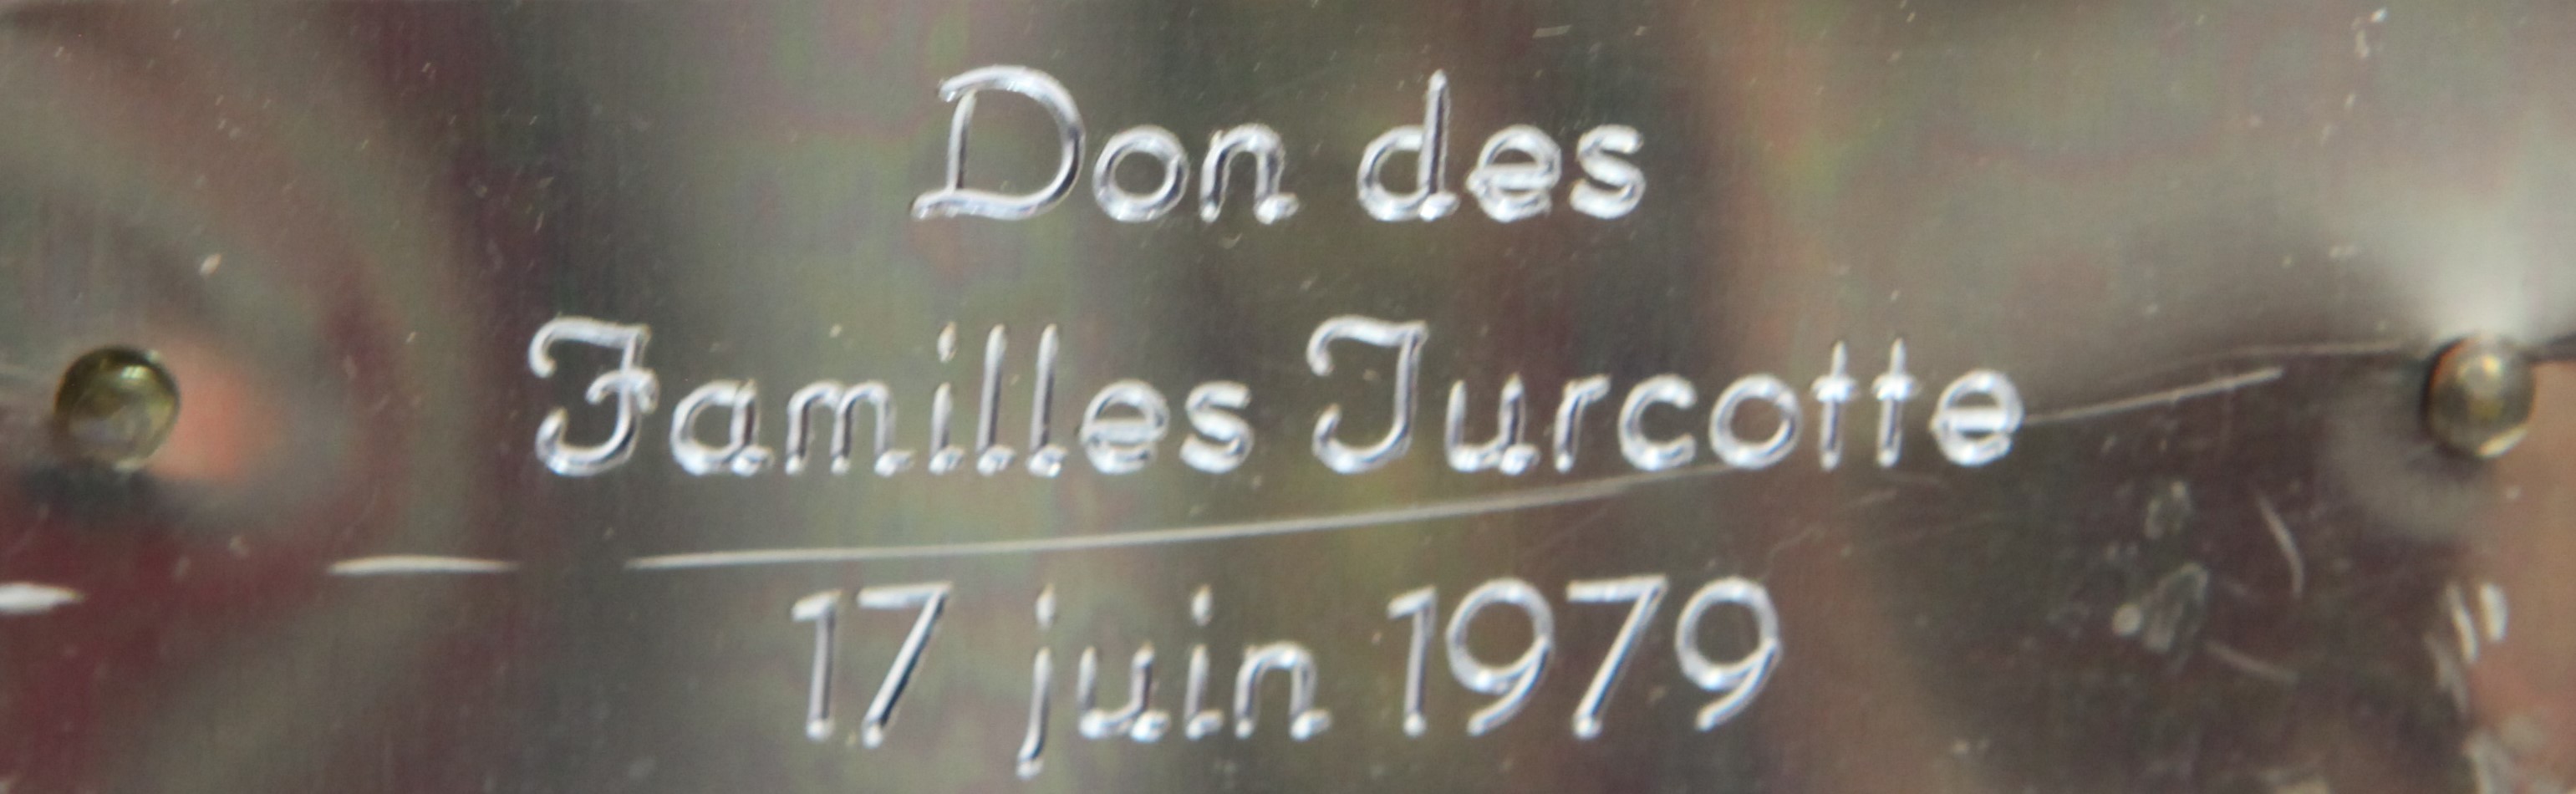 Don des
Familles Turcotte
17 juin 1979